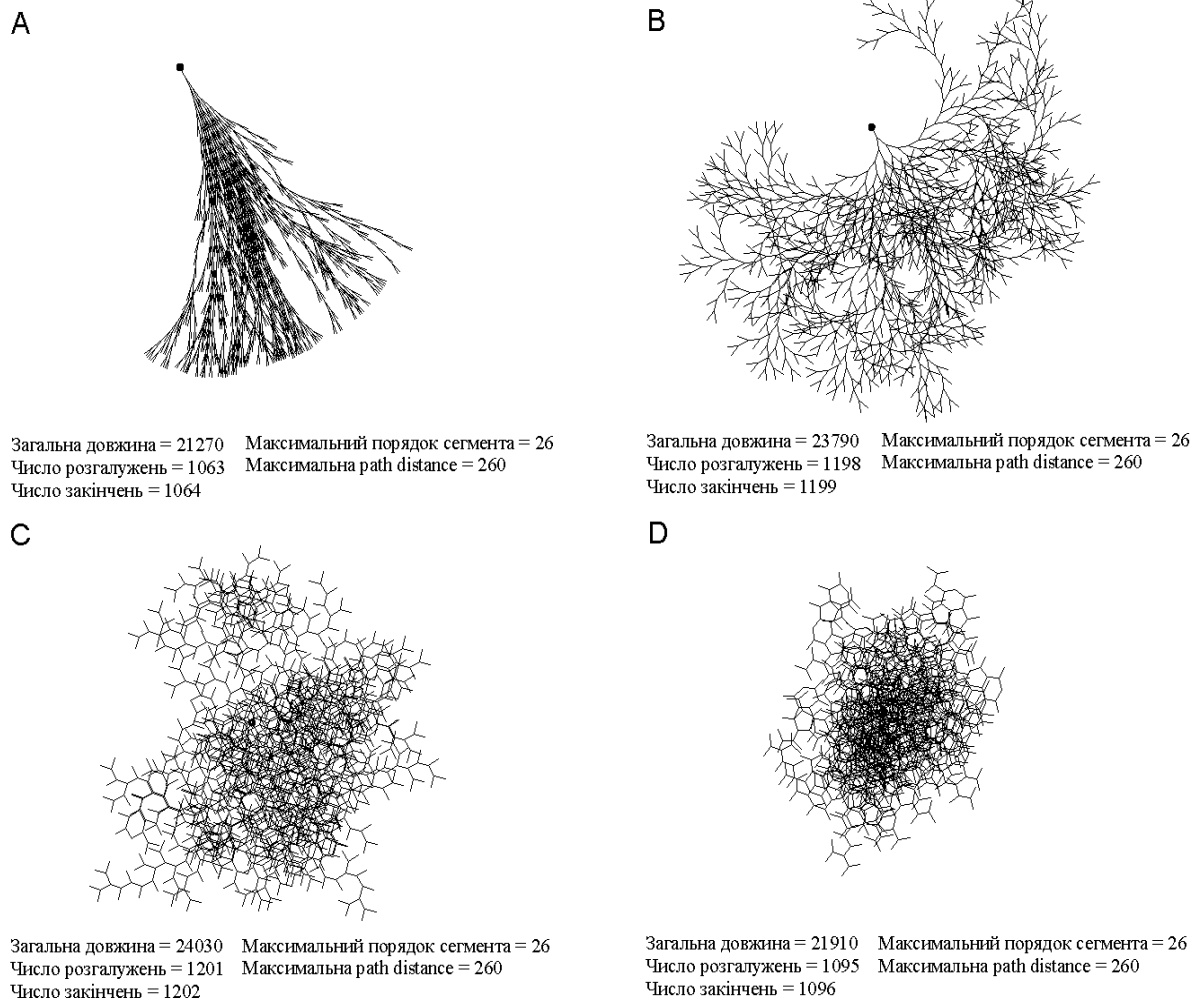 A
B
Загальна довжина = 21270 Максимальний порядок сегмента = 26
Число розгалужень = 1063 Максимальна path distance = 260
Число закінчень = 1064
Загальна довжина = 23790 Максимальний порядок сегмента = 26
Число розгалужень = 1198 Максимальна path distance = 260
Число закінчень = 1199
C
D
Загальна довжина = 24030 Максимальний порядок сегмента = 26
Число розгалужень = 1201 Максимальна path distance = 260
Число закінчень = 1202
Загальна довжина = 21910 Максимальний порядок сегмента = 26
Число розгалужень = 1095 Максимальна path distance = 260
Число закінчень = 1096